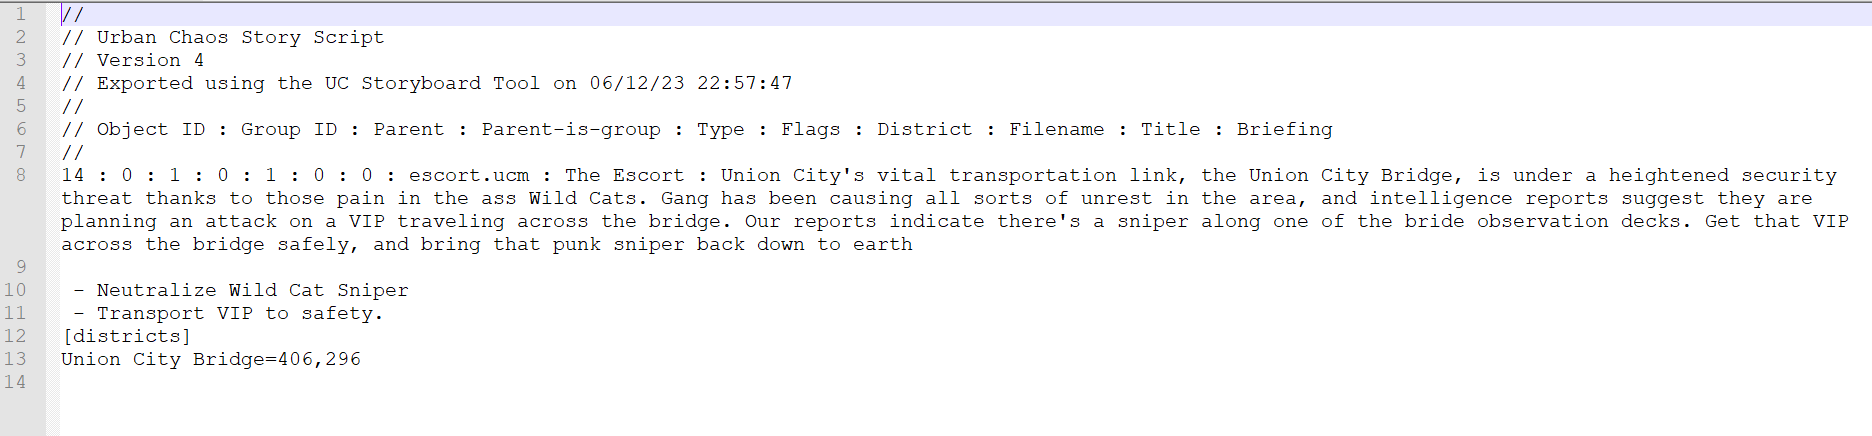 1 //
2 // Urban Chaos Story Script
3 // Version 4
4 // Exported using the UC Storyboard Tool on 06/12/23 22:57:47
5 //
6 // Object ID : Group ID : Parent : Parent-is-group : Type : Flags : District : Filename : Title : Briefing
7 //
8 14 : 0 : 1 : 0 : 1 : 0 : 0 : escort.ucm : The Escort : Union City's vital transportation link, the Union City Bridge, is under a heightened security
threat thanks to those pain in the ass Wild Cats. Gang has been causing all sorts of unrest in the area, and intelligence reports suggest they are
planning an attack on a VIP traveling across the bridge. Our reports indicate there's a sniper along one of the bride observation decks. Get that VIP
across the bridge safely, and bring that punk sniper back down to earth
9
10 - Neutralize Wild Cat Sniper
11 - Transport VIP to safety.
12 [districts]
13 Union City Bridge=406,296
14